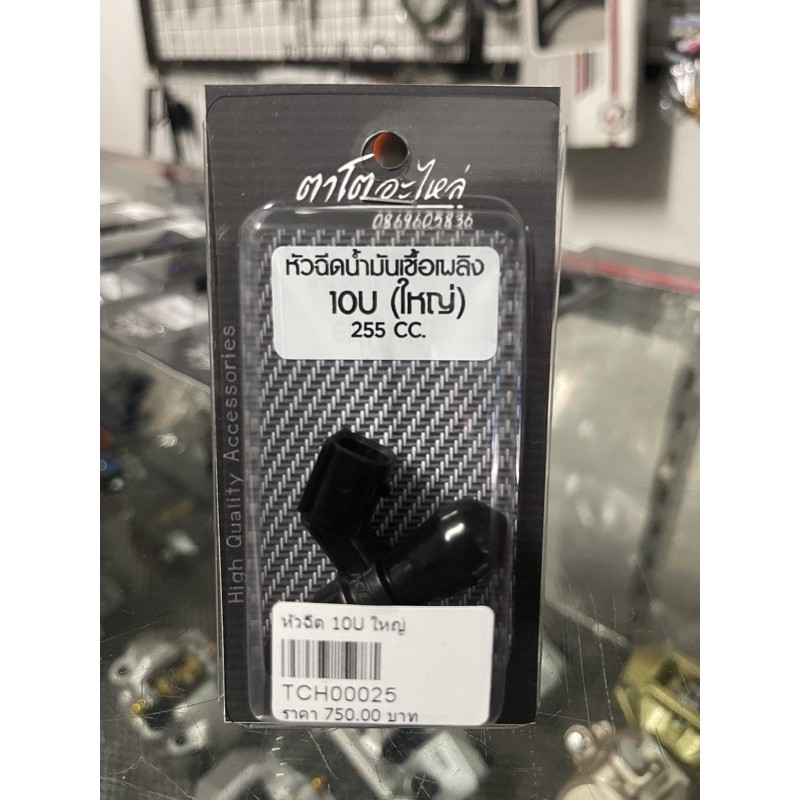 ตาโตอะไหล่
0869605836
หัวฉีดน้ำมันเชื้อเพลิง
10U (ใหญ่)
255 CC.
High Quality Accessories
หัวฉีด 10U ใหญ่
TCH00025
ราคา 750.00 บาท